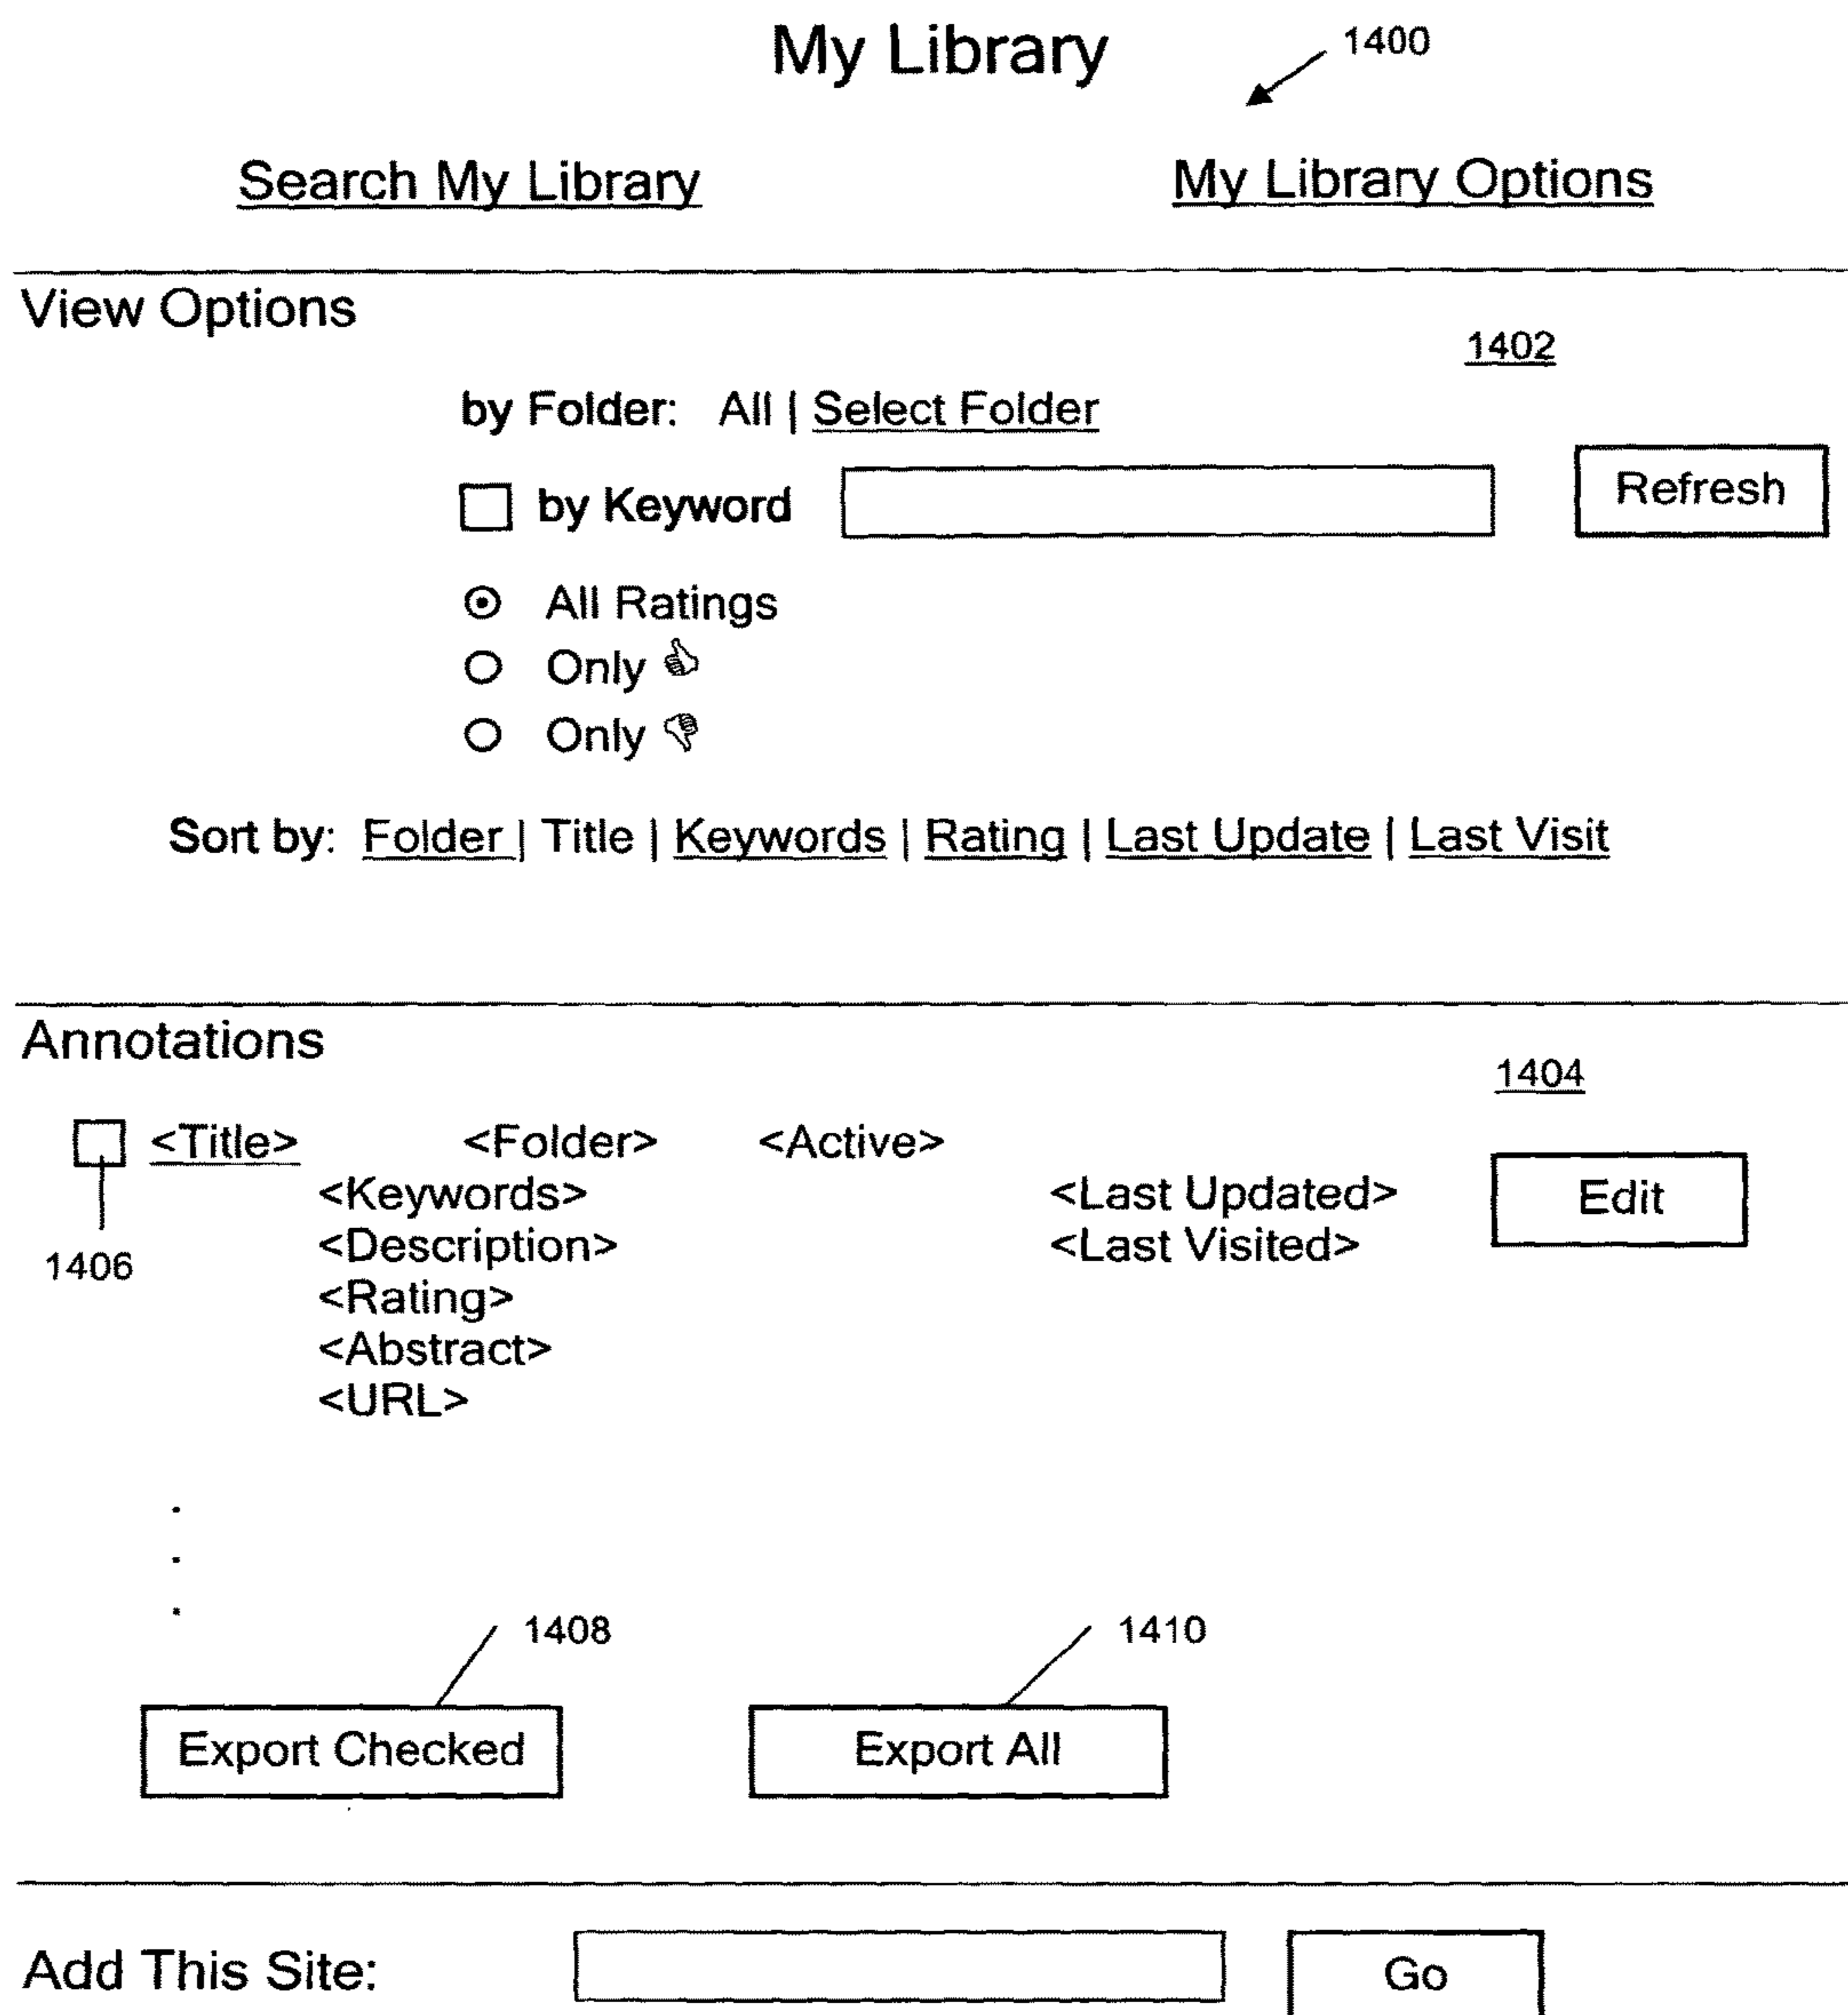 My Library
1400
Search My Library My Library Options
View Options
1402
by Folder: All | Select Folder
by Keyword Refresh
All Ratings
Only
Only
Sort by: Folder | Title | Keywords | Rating | Last Update | Last Visit
Annotations
1404
<Title> <Folder> <Active>
<Keywords> <Last Updated> Edit
<Description> <Last Visited>
1406
<Rating>
<Abstract>
<URL>
.
.
.
1408 1410
Export Checked Export All
Add This Site: Go